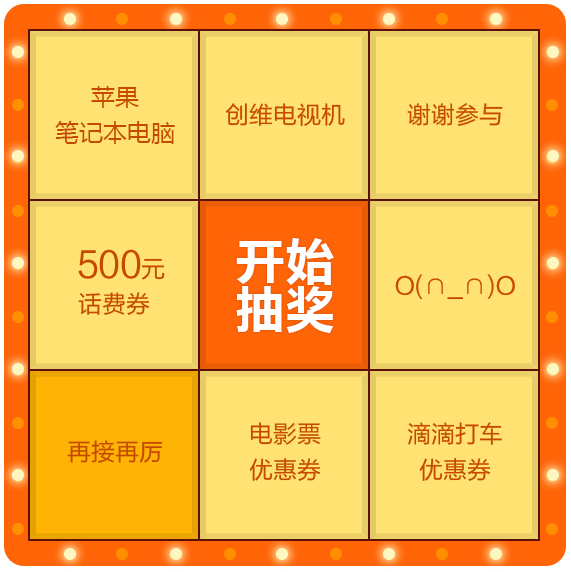 苹果
笔记本电脑
创维电视机
谢谢参与
500元
话费券
开始
抽奖
O(∩_∩)O
再接再厉
电影票
优惠券
滴滴打车
优惠券